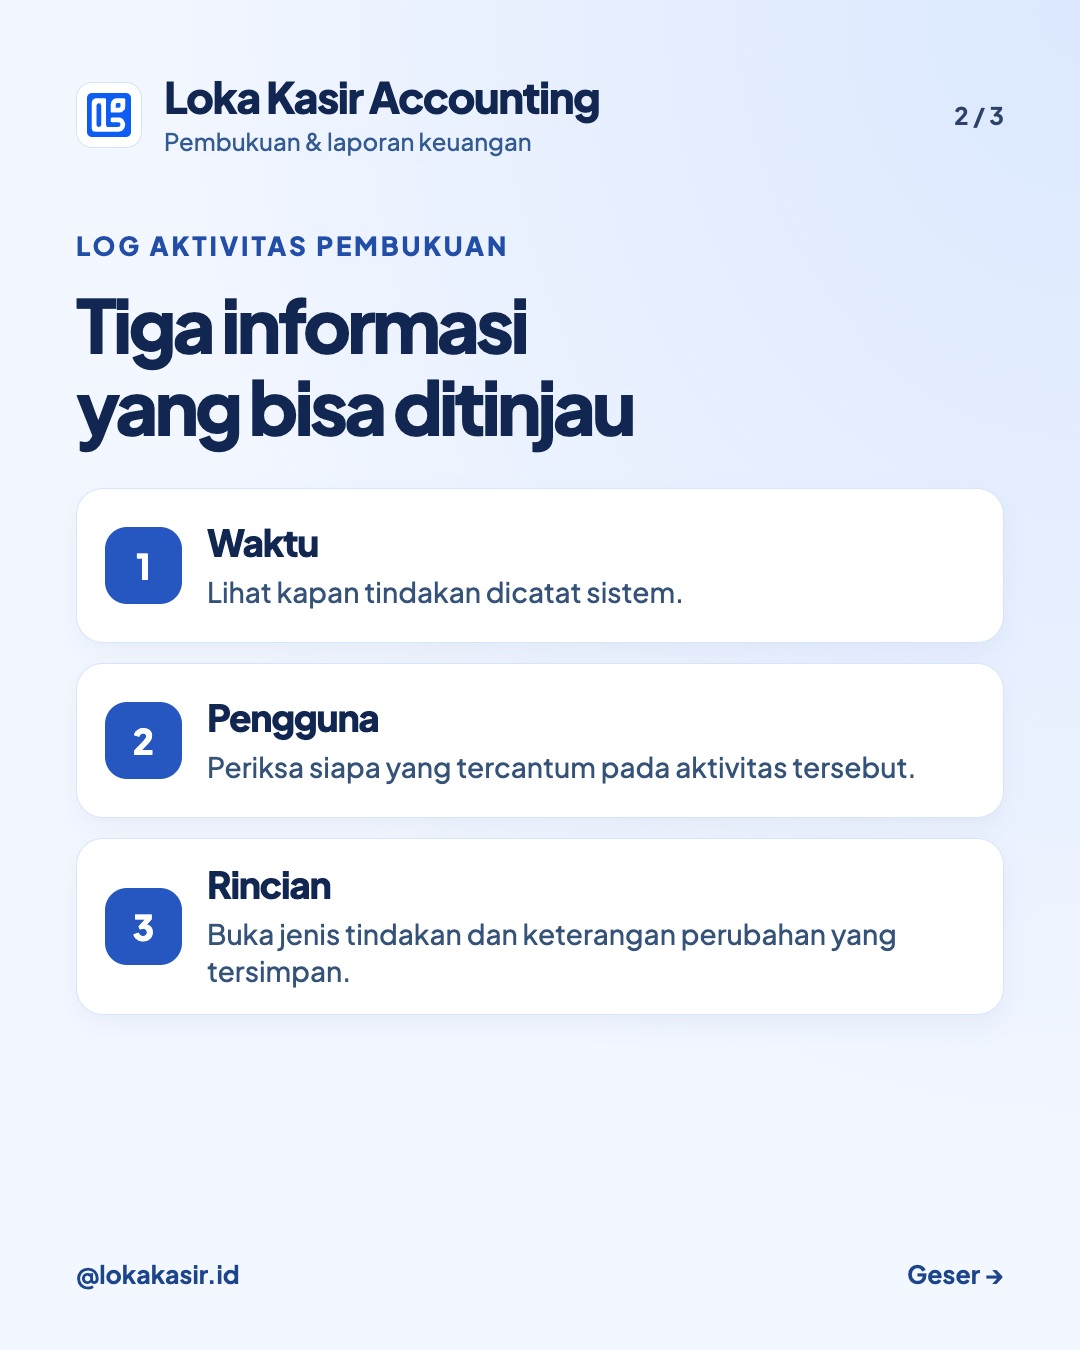 Loka Kasir Accounting
Pembukuan & laporan keuangan
2 / 3
LOG AKTIVITAS PEMBUKUAN
Tiga informasi
yang bisa ditinjau
1
Waktu
Lihat kapan tindakan dicatat sistem.
2
Pengguna
Periksa siapa yang tercantum pada aktivitas tersebut.
3
Rincian
Buka jenis tindakan dan keterangan perubahan yang
tersimpan.
@lokakasir.id
Geser →